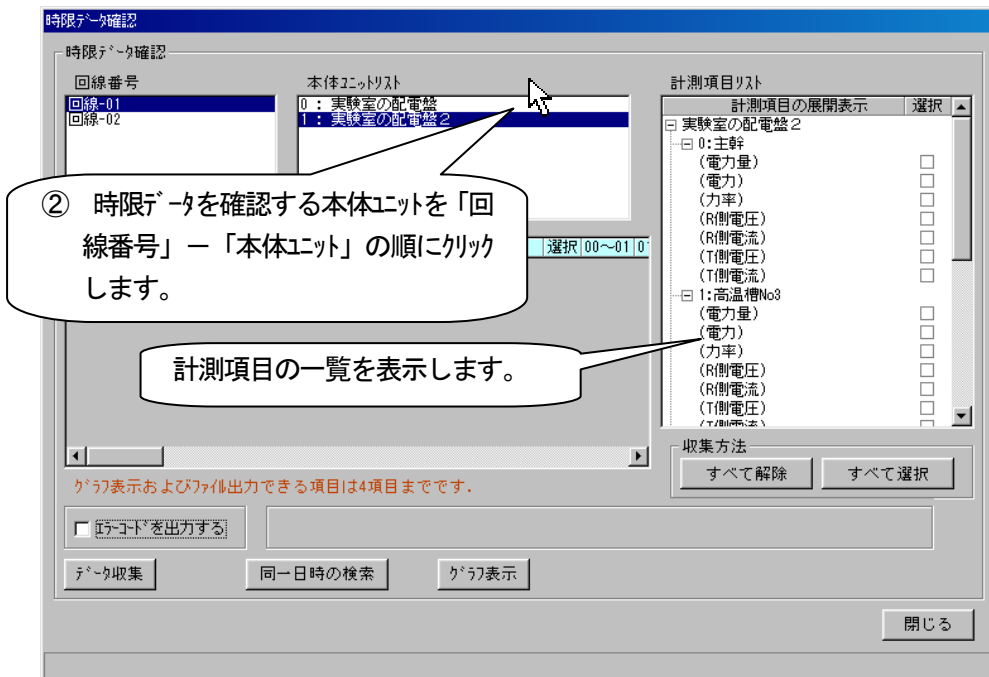 時限ﾃﾞｰﾀ確認
時限ﾃﾞｰﾀ確認
回線番号
回線-01
回線-02
本体ﾕﾆｯﾄﾘｽﾄ
0 : 実験室の配電盤
1 : 実験室の配電盤２
計測項目ﾘｽﾄ
計測項目の展開表示 選択
実験室の配電盤２
0:主幹
(電力量)
(電力)
(力率)
(R側電圧)
(R側電流)
(T側電圧)
(T側電流)
1:高温槽No3
(電力量)
(電力)
(力率)
(R側電圧)
(R側電流)
(T側電圧)
(T側電流)
② 時限ﾃﾞｰﾀを確認する本体ﾕﾆｯﾄを「回
線番号」－「本体ﾕﾆｯﾄ」の順にｸﾘｯｸ
します。
選択 00～01
計測項目の一覧を表示します。
ｸﾞﾗﾌ表示およびﾌｧｲﾙ出力できる項目は4項目までです.
収集方法
すべて解除 すべて選択
ｴﾗｰｺｰﾄﾞを出力する
ﾃﾞｰﾀ収集 同一日時の検索 ｸﾞﾗﾌ表示
閉じる